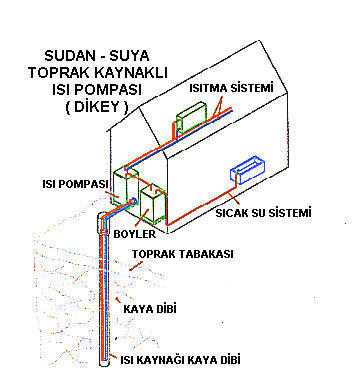 SUDAN - SUYA
TOPRAK KAYNAKLI
ISI POMPASI
( DİKEY )
ISITMA SİSTEMİ
ISI POMPASI
SICAK SU SİSTEMİ
BOYLER
TOPRAK TABAKASI
KAYA DİBİ
ISI KAYNAĞI KAYA DİBİ